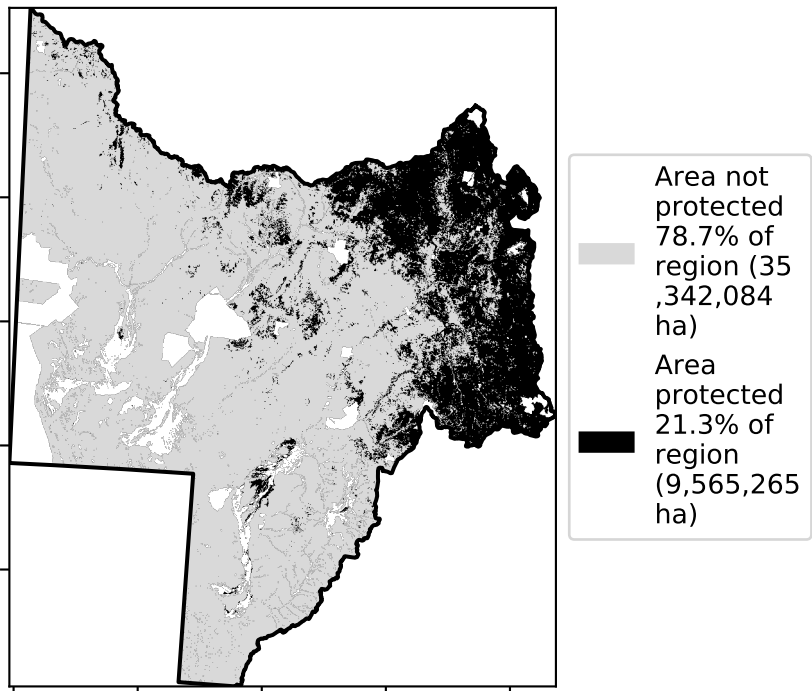 Area not
protected
78.7% of
region (35
,342,084
ha)
Area
protected
21.3% of
region
(9,565,265
ha)